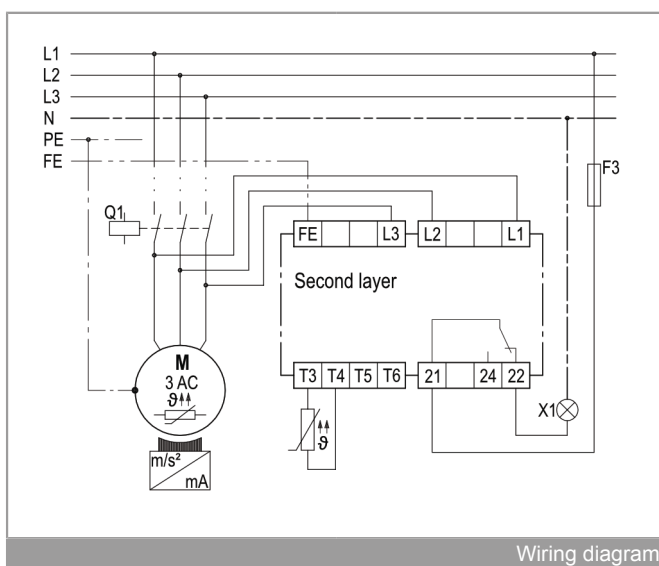 L1
L2
L3
N
PE
FE
F3
Q1
FE L3 L2 L1
Second layer
M
3 AC
ϑ
T3 T4 T5 T6 21 24 22
X1
ϑ
m/s²
mA
Wiring diagram